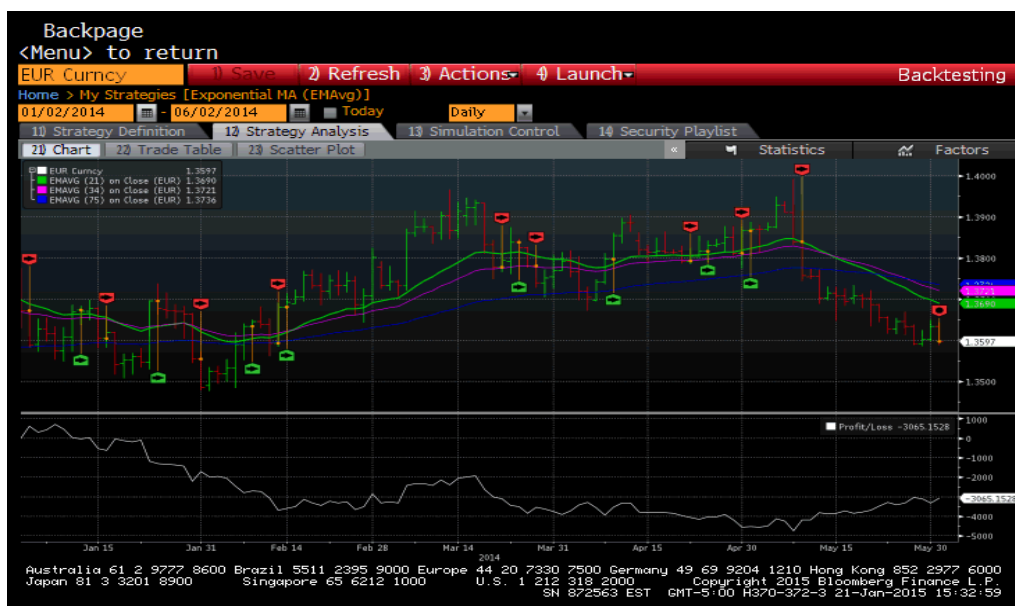 Backpage
<Menu> to return
EUR Curncy 1) Save 2) Refresh 3) Actions 4) Launch Backtesting
Home > My Strategies [Exponential MA (EMAvg)]
01/02/2014 - 06/02/2014 Today Daily
11) Strategy Definition 12) Strategy Analysis 13) Simulation Control 14) Security Playlist
21) Chart 22) Trade Table 23) Scatter Plot « Statistics Factors
EUR Curncy 1.3597
EMAVG (21) on Close (EUR) 1.3690
EMAVG (34) on Close (EUR) 1.3721
EMAVG (75) on Close (EUR) 1.3736
1.4000
1.3900
1.3800
1.3721
1.3690
1.3597
1.3500
Profit/Loss -3065.1528
1000
0
-1000
-2000
-3065.1528
-4000
-5000
Jan 15 Jan 31 Feb 14 Feb 28 Mar 14 Mar 31 Apr 15 Apr 30 May 15 May 30
2014
Australia 61 2 9777 8600 Brazil 5511 2395 9000 Europe 44 20 7330 7500 Germany 49 69 9204 1210 Hong Kong 852 2977 6000
Japan 81 3 3201 8900 Singapore 65 6212 1000 U.S. 1 212 318 2000 Copyright 2015 Bloomberg Finance L.P.
SN 872563 EST GMT-5:00 H370-372-3 21-Jan-2015 15:32:59